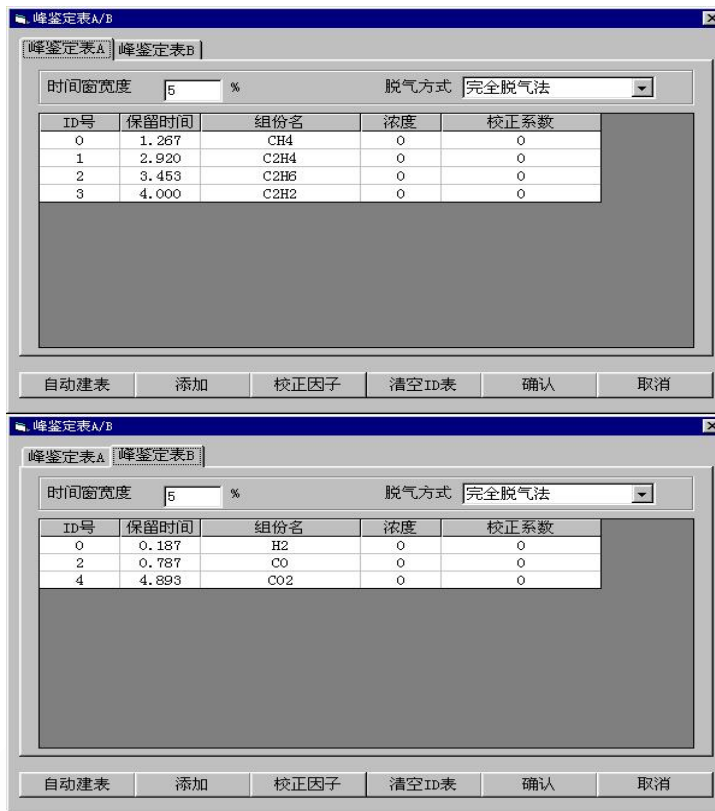 峰鉴定表A/B
峰鉴定表A 峰鉴定表B
时间窗宽度 5 % 脱气方式 完全脱气法
ID号 保留时间 组份名 浓度 校正系数
0 1.267 CH4 0 0
1 2.920 C2H4 0 0
2 3.453 C2H6 0 0
3 4.000 C2H2 0 0
自动建表 添加 校正因子 清空ID表 确认 取消
峰鉴定表A/B
峰鉴定表A 峰鉴定表B
时间窗宽度 5 % 脱气方式 完全脱气法
ID号 保留时间 组份名 浓度 校正系数
0 0.187 H2 0 0
2 0.787 CO 0 0
4 4.893 CO2 0 0
自动建表 添加 校正因子 清空ID表 确认 取消